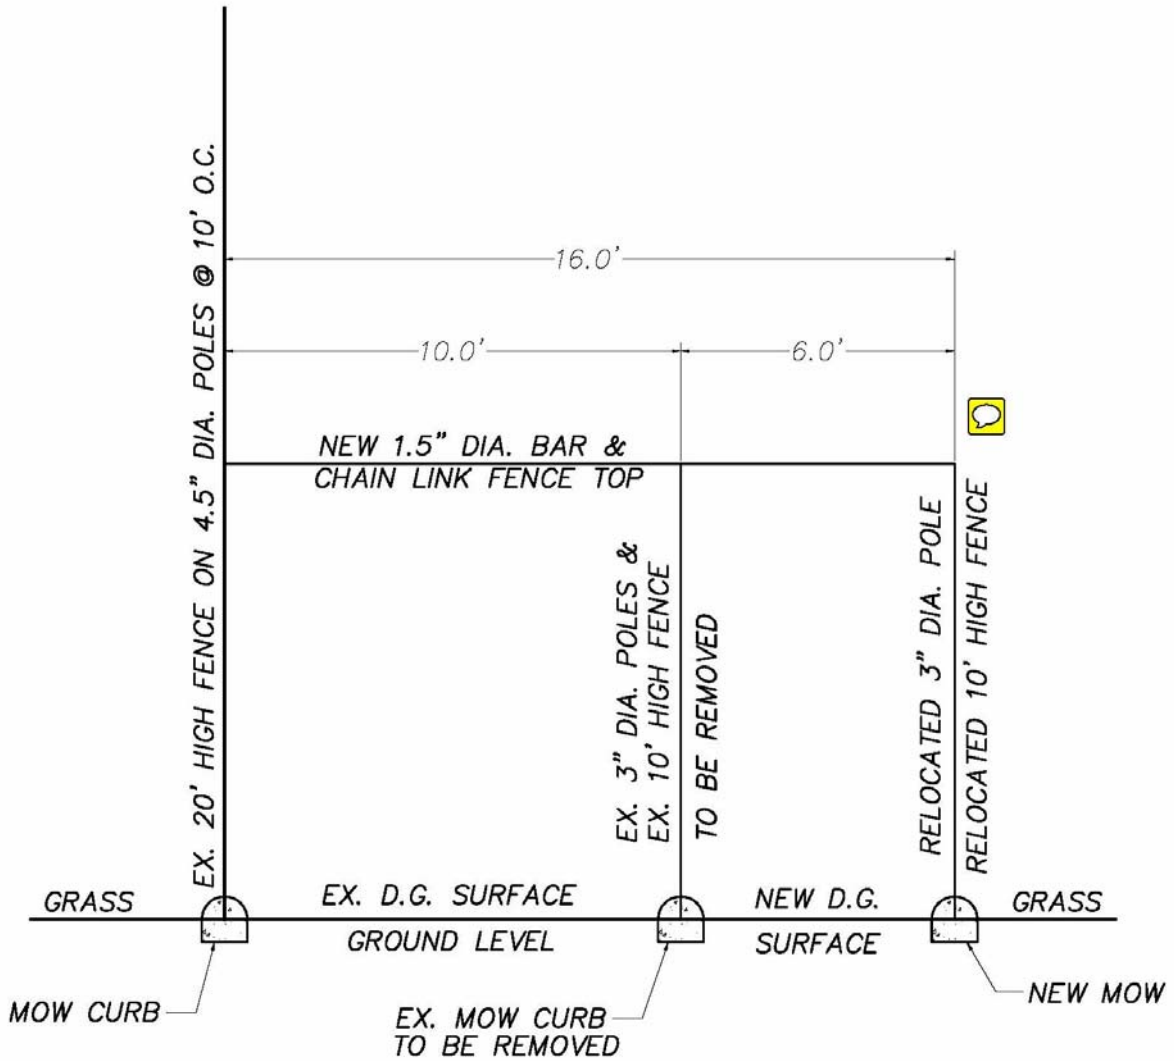 EX. 20' HIGH FENCE ON 4.5" DIA. POLES @ 10' O.C.
16.0'
10.0'
6.0'
NEW 1.5" DIA. BAR &
CHAIN LINK FENCE TOP
EX. 3" DIA. POLES &
EX. 10' HIGH FENCE
TO BE REMOVED
RELOCATED 3" DIA. POLE
RELOCATED 10' HIGH FENCE
GRASS
EX. D.G. SURFACE
GROUND LEVEL
NEW D.G.
SURFACE
GRASS
MOW CURB
EX. MOW CURB
TO BE REMOVED
NEW MOW